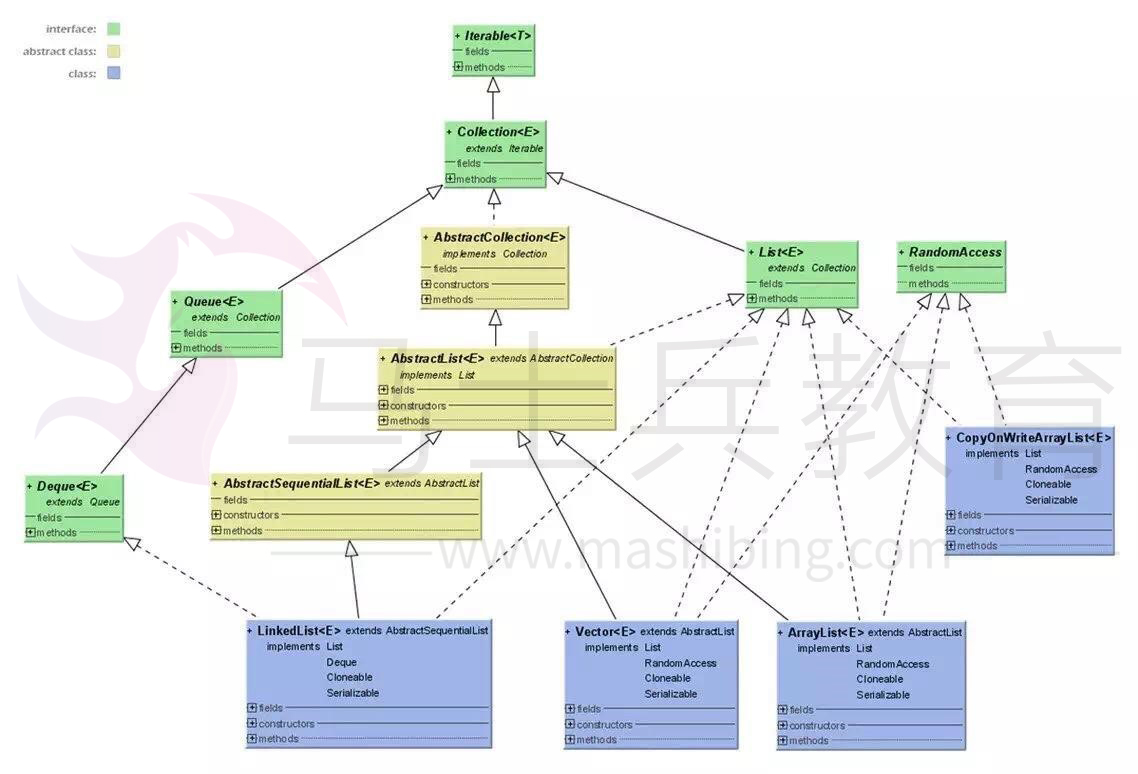 interface:
abstract class:
class:
+ Iterable<T>
fields
methods
+ Collection<E>
extends Iterable
fields
methods
+ AbstractCollection<E>
implements Collection
fields
constructors
methods
+ List<E>
extends Collection
fields
methods
+ RandomAccess
fields
methods
+ Queue<E>
extends Collection
fields
methods
+ AbstractList<E> extends AbstractCollection
implements List
fields
constructors
methods
马士兵教育
www.mashibing.com
+ CopyOnWriteArrayList<E>
implements List
RandomAccess
Cloneable
Serializable
fields
constructors
methods
+ Deque<E>
extends Queue
fields
methods
+ AbstractSequentialList<E> extends AbstractList
fields
constructors
methods
+ LinkedList<E> extends AbstractSequentialList
implements List
Deque
Cloneable
Serializable
fields
constructors
methods
+ Vector<E> extends AbstractList
implements List
RandomAccess
Cloneable
Serializable
fields
constructors
methods
+ ArrayList<E> extends AbstractList
implements List
RandomAccess
Cloneable
Serializable
fields
constructors
methods